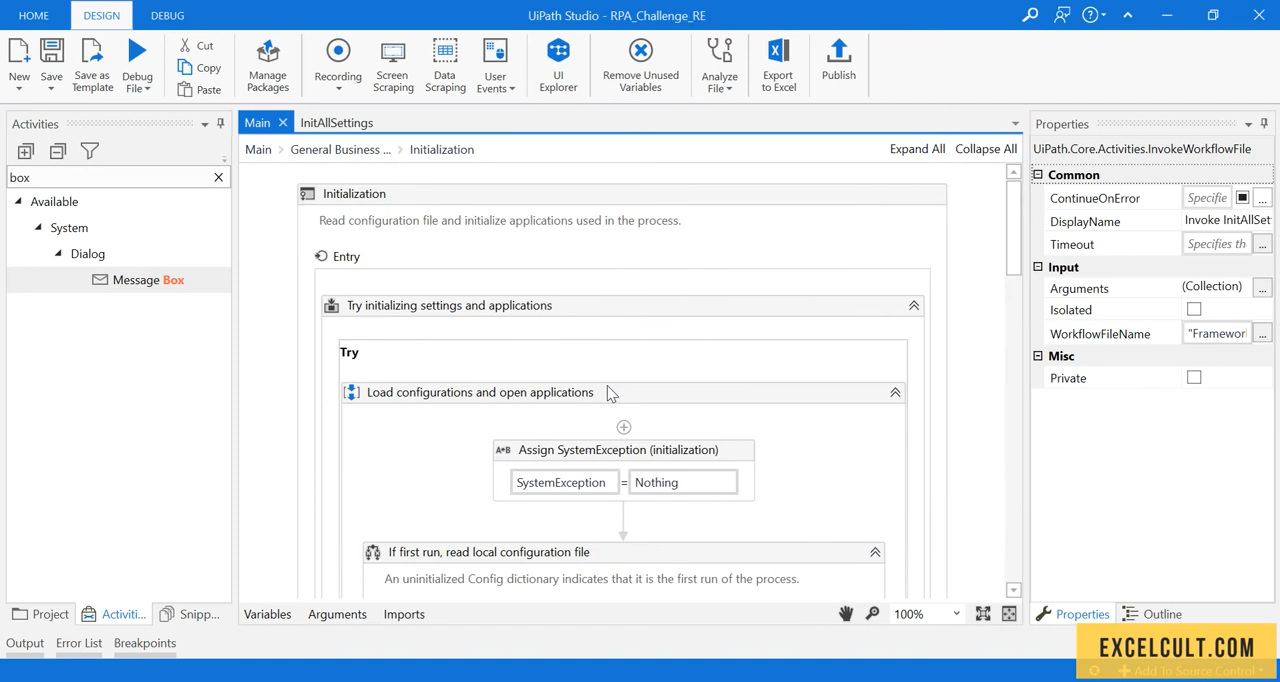 HOME DESIGN DEBUG
UiPath Studio - RPA_Challenge_RE
New
Save
Save as Template
Debug File
Cut
Copy
Paste
Manage Packages
Recording
Screen Scraping
Data Scraping
User Events
UI Explorer
Remove Unused Variables
Analyze File
Export to Excel
Publish
Activities
box
Available
System
Dialog
Message Box
Project
Activiti...
Snipp...
Main InitAllSettings
Main > General Business ... > Initialization
Expand All Collapse All
Initialization
Read configuration file and initialize applications used in the process.
Entry
Try initializing settings and applications
Try
Load configurations and open applications
A+B Assign SystemException (initialization)
SystemException = Nothing
If first run, read local configuration file
An uninitialized Config dictionary indicates that it is the first run of the process.
Variables Arguments Imports
100%
Properties
UiPath.Core.Activities.InvokeWorkflowFile
Common
ContinueOnError Specifie ...
DisplayName Invoke InitAllSet
Timeout Specifies th ...
Input
Arguments (Collection) ...
Isolated
WorkflowFileName "Framewor ...
Misc
Private
Properties Outline
Output Error List Breakpoints
EXCELCULT.COM
Add To Source Control